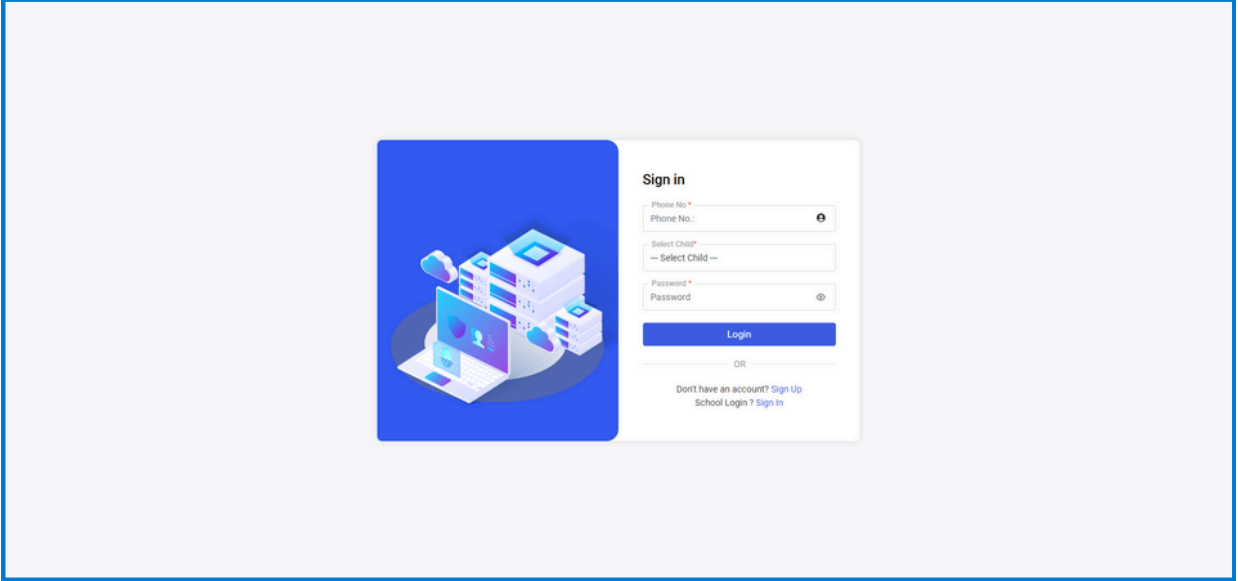 Sign in
Phone No *
Phone No.:
Select Child*
--- Select Child ---
Password *
Password
Login
OR
Don't have an account? Sign Up
School Login ? Sign In